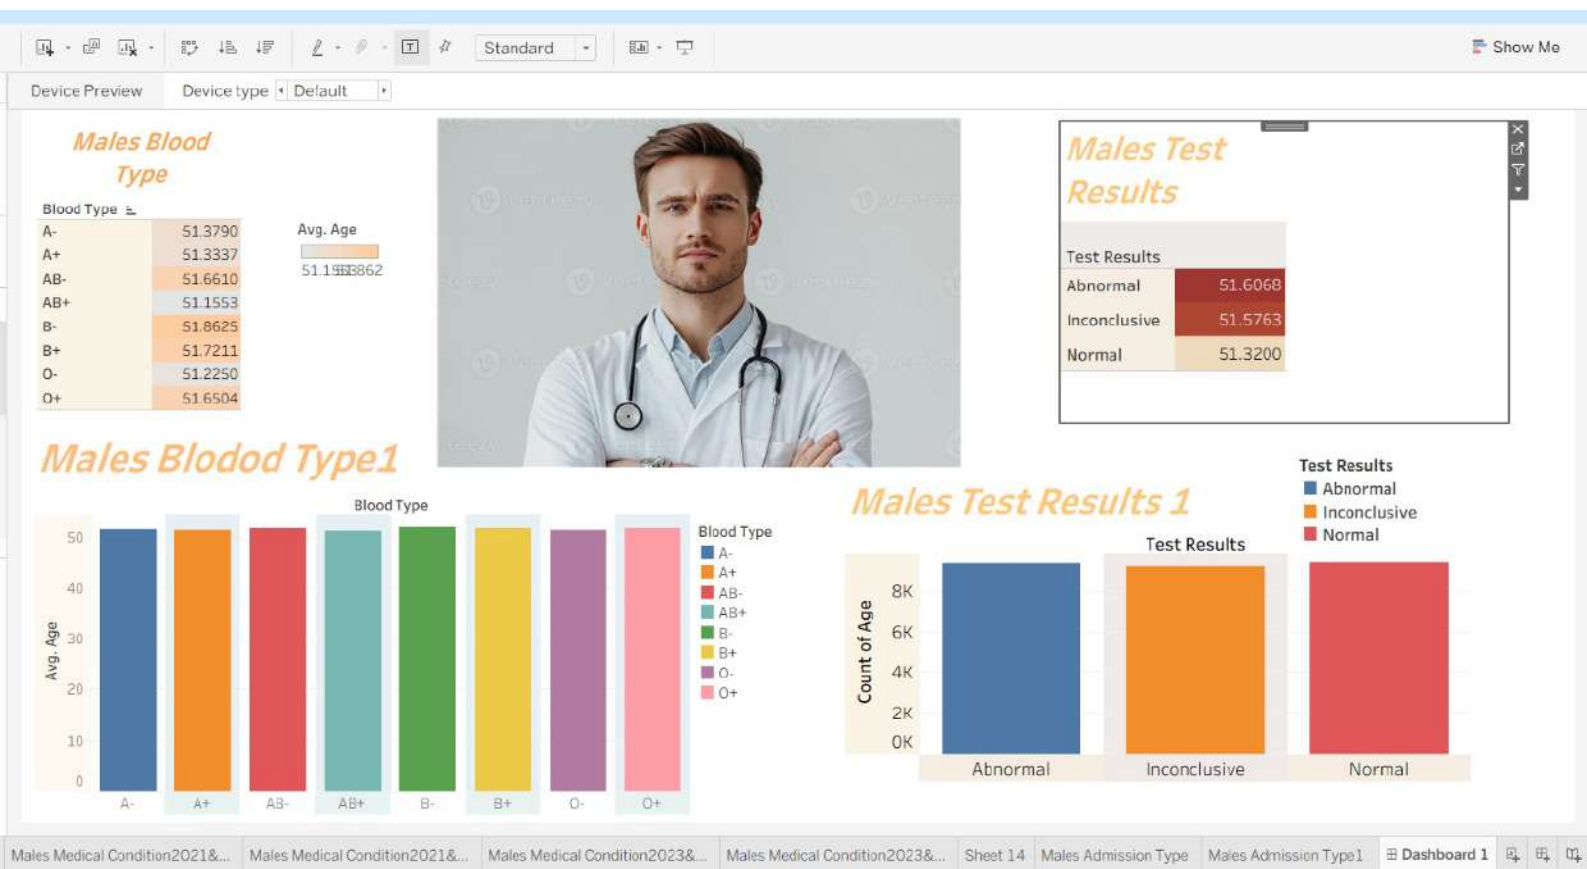 Standard
Show Me
Device Preview
Device type
Default
Males Blood
Type
Blood Type
A- 51.3790
A+ 51.3337
AB- 51.6610
AB+ 51.1553
B- 51.8625
B+ 51.7211
O- 51.2250
O+ 51.6504
Avg. Age
Males Test
Results
Test Results
Abnormal 51.6068
Inconclusive 51.5763
Normal 51.3200
Males Blodod Type1
Blood Type
50
40
30
20
10
0
Avg. Age
A- A+ AB- AB+ B- B+ O- O+
Blood Type
A-
A+
AB-
AB+
B-
B+
O-
O+
Males Test Results 1
Test Results
Abnormal
Inconclusive
Normal
Test Results
8K
6K
4K
2K
0K
Count of Age
Abnormal Inconclusive Normal
Males Medical Condition2021&... Males Medical Condition2021&... Males Medical Condition2023&... Males Medical Condition2023&... Sheet 14 Males Admission Type Males Admission Type1 Dashboard 1